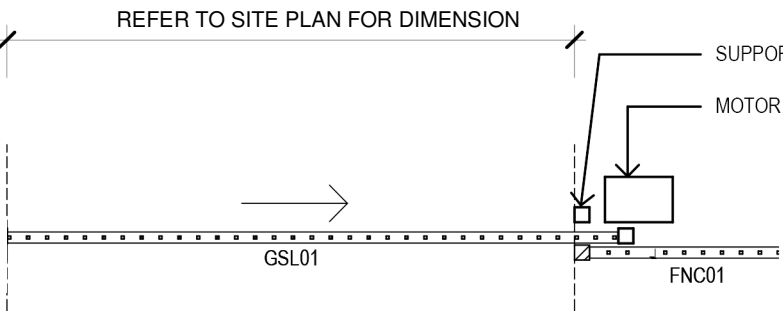 REFER TO SITE PLAN FOR DIMENSION
SUPPOR
MOTOR
GSL01
FNC01